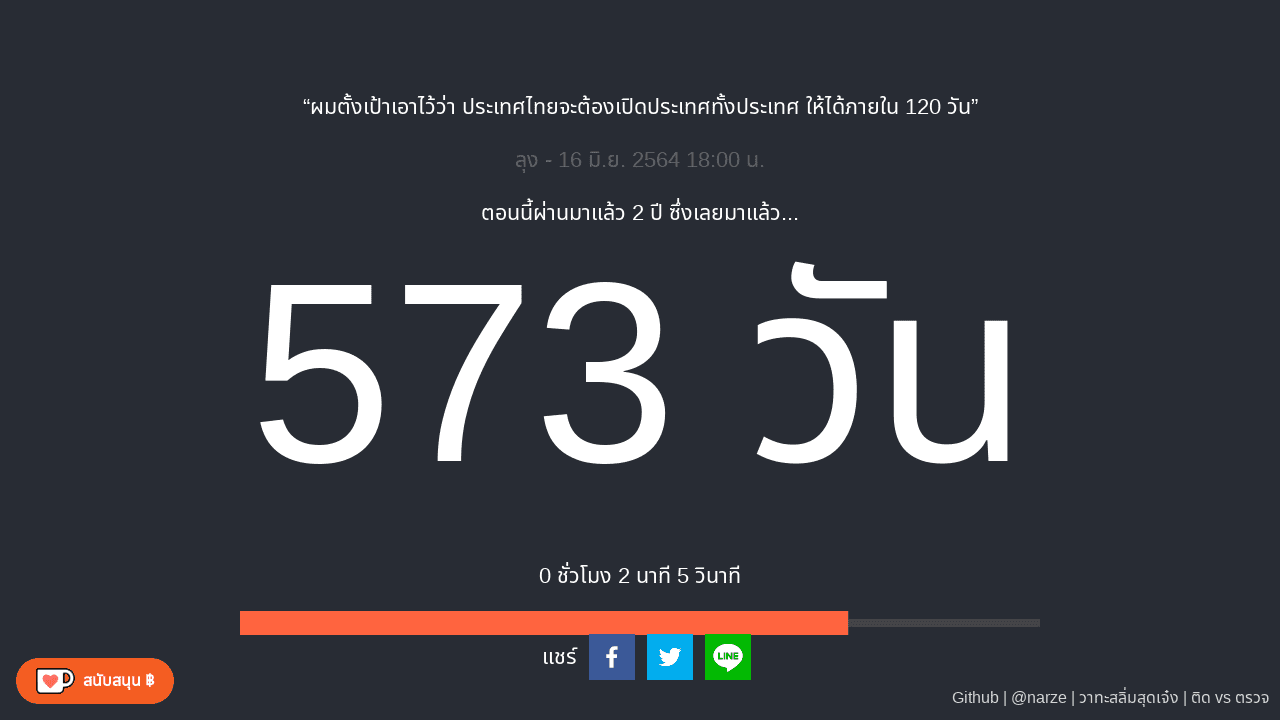 “ผมตั้งเป้าเอาไว้ว่า ประเทศไทยจะต้องเปิดประเทศทั้งประเทศ ให้ได้ภายใน 120 วัน”
ลุง - 16 มิ.ย. 2564 18:00 น.
ตอนนี้ผ่านมาแล้ว 2 ปี ซึ่งเลยมาแล้ว...
573 วัน
0 ชั่วโมง 2 นาที 5 วินาที
แชร์
LINE
สนับสนุน ฿
Github | @narze | วาทะสลิ่มสุดเจ๋ง | ติด vs ตรวจ